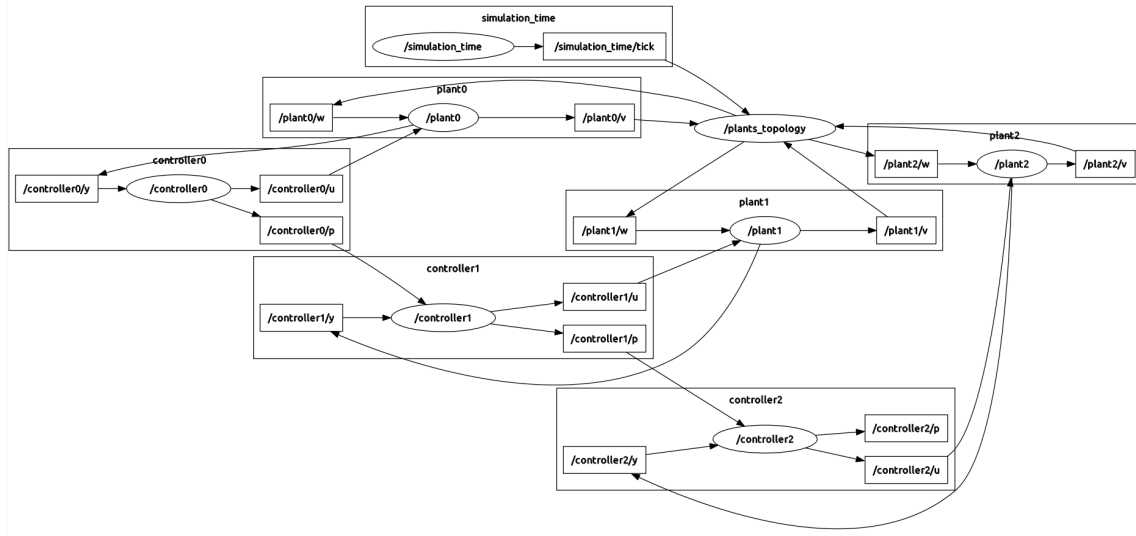 simulation_time
/simulation_time
/simulation_time/tick
plant0
/plant0/w
/plant0
/plant0/v
/plants_topology
plant2
/plant2/w
/plant2
/plant2/v
controller0
/controller0/y
/controller0
/controller0/u
/controller0/p
plant1
/plant1/w
/plant1
/plant1/v
controller1
/controller1/y
/controller1
/controller1/u
/controller1/p
controller2
/controller2/y
/controller2
/controller2/p
/controller2/u